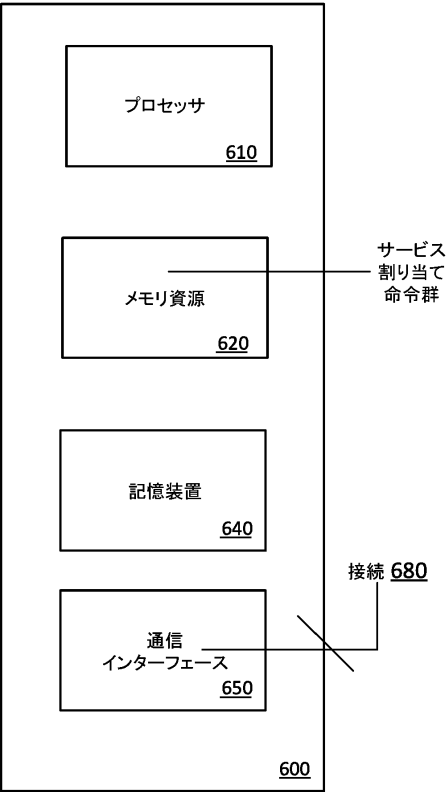 プロセッサ
610
サービス
割り当て
命令群
メモリ資源
620
記憶装置
640
接続 680
通信
インターフェース
650
600